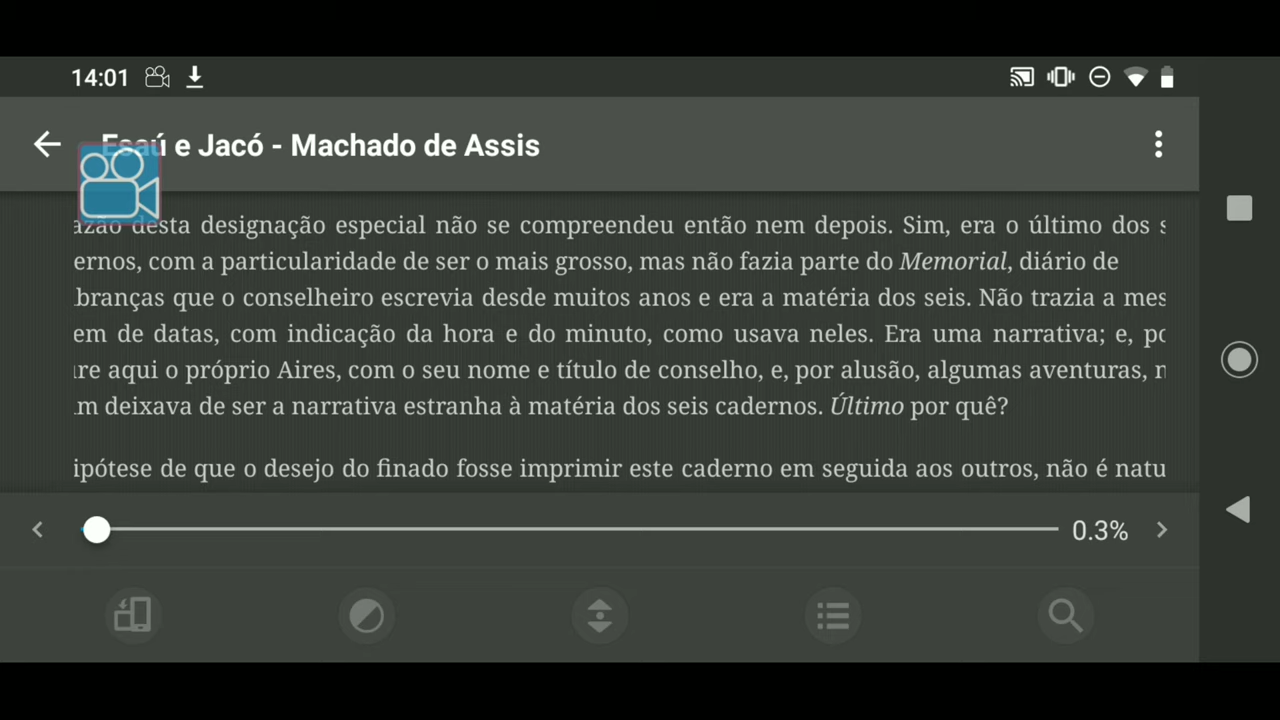 14:01
Esaú e Jacó - Machado de Assis
desta designação especial não se compreendeu então nem depois. Sim, era o último dos
ernos, com a particularidade de ser o mais grosso, mas não fazia parte do Memorial, diário de
branças que o conselheiro escrevia desde muitos anos e era a matéria dos seis. Não trazia a mes
em de datas, com indicação da hora e do minuto, como usava neles. Era uma narrativa; e, po
re aqui o próprio Aires, com o seu nome e título de conselho, e, por alusão, algumas aventuras, n
m deixava de ser a narrativa estranha à matéria dos seis cadernos. Último por quê?
ipótese de que o desejo do finado fosse imprimir este caderno em seguida aos outros, não é natu
0.3%